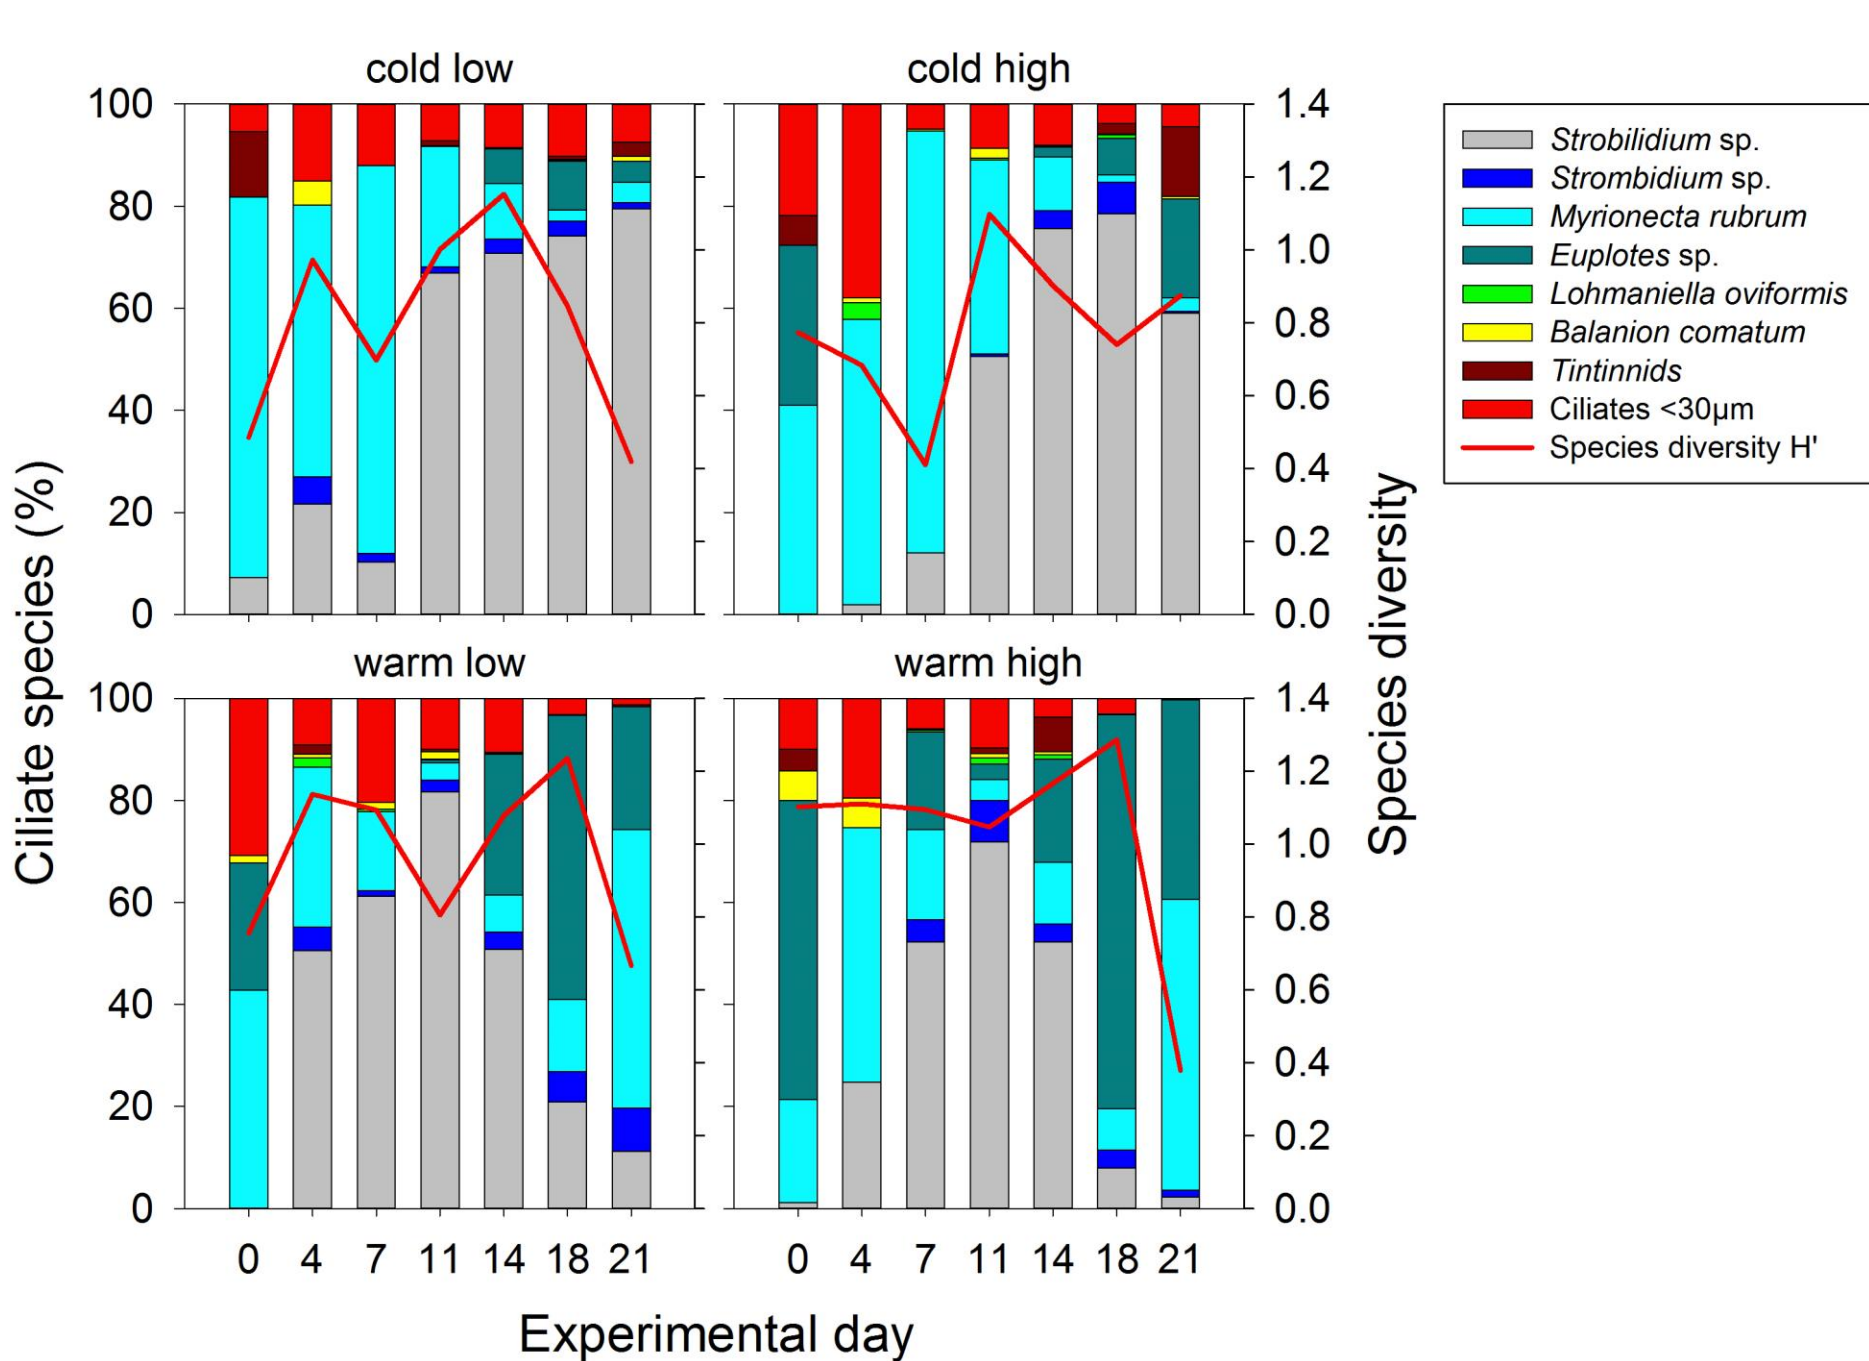 cold low
cold high
100
80
60
40
20
0
1.4
1.2
1.0
0.8
0.6
0.4
0.2
0.0
Strobilidium sp.
Strombidium sp.
Myrionecta rubrum
Euplotes sp.
Lohmaniella oviformis
Balanion comatum
Tintinnids
Ciliates <30µm
Species diversity H'
Ciliate species (%)
Species diversity
warm low
warm high
100
80
60
40
20
0
1.4
1.2
1.0
0.8
0.6
0.4
0.2
0.0
0 4 7 11 14 18 21
0 4 7 11 14 18 21
Experimental day